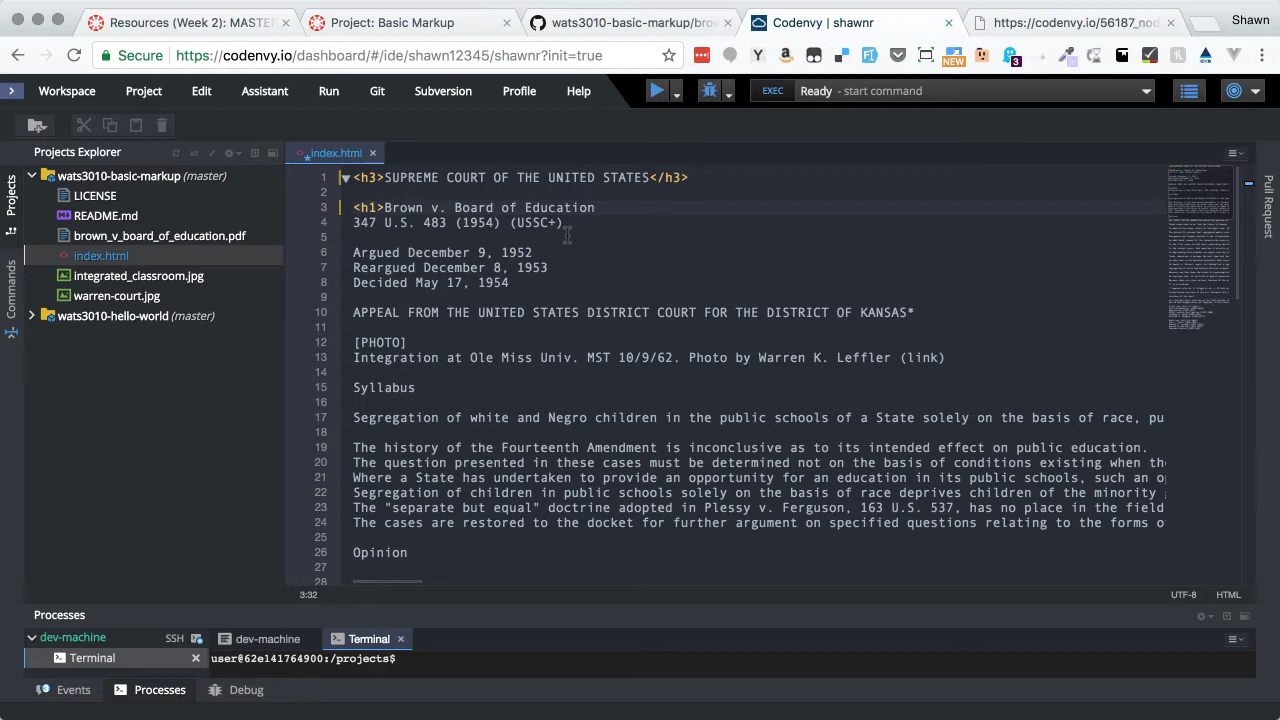 Resources (Week 2): MASTER
Project: Basic Markup
wats3010-basic-markup/brow
Codenvy | shawnr
https://codenvy.io/56187_nod
Shawn
Secure
https://codenvy.io/dashboard/#/ide/shawn12345/shawnr?init=true
NEW
3
Workspace Project Edit Assistant Run Git Subversion Profile Help
EXEC Ready - start command
Projects Explorer
index.html
Projects
Commands
Pull Request
wats3010-basic-markup (master)
LICENSE
README.md
brown_v_board_of_education.pdf
index.html
integrated_classroom.jpg
warren-court.jpg
wats3010-hello-world (master)
1 <h3>SUPREME COURT OF THE UNITED STATES</h3>
2
3 <h1>Brown v. Board of Education
4 347 U.S. 483 (1954) (USSC+)
5
6 Argued December 9, 1952
7 Reargued December 8, 1953
8 Decided May 17, 1954
9
10 APPEAL FROM THE UNITED STATES DISTRICT COURT FOR THE DISTRICT OF KANSAS*
11
12 [PHOTO]
13 Integration at Ole Miss Univ. MST 10/9/62. Photo by Warren K. Leffler (link)
14
15 Syllabus
16
17 Segregation of white and Negro children in the public schools of a State solely on the basis of race, pu
18
19 The history of the Fourteenth Amendment is inconclusive as to its intended effect on public education.
20 The question presented in these cases must be determined not on the basis of conditions existing when the
21 Where a State has undertaken to provide an opportunity for an education in its public schools, such an op
22 Segregation of children in public schools solely on the basis of race deprives children of the minority
23 The "separate but equal" doctrine adopted in Plessy v. Ferguson, 163 U.S. 537, has no place in the field
24 The cases are restored to the docket for further argument on specified questions relating to the forms o
25
26 Opinion
27
28
3:32 UTF-8 HTML
Processes
dev-machine SSH
dev-machine
Terminal
Terminal
user@62e141764900:/projects$
Events Processes Debug